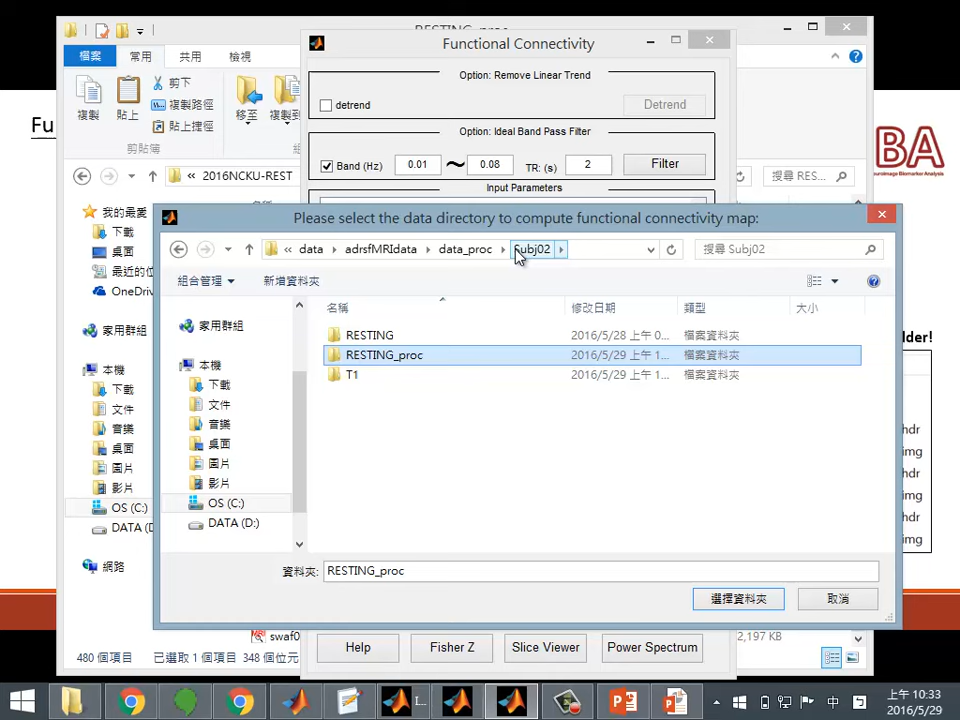 RESTING_proc
檔案 常用 共用 檢視
複製
貼上
剪下
複製路徑
貼上捷徑
移至
複製到
剪貼簿
Fu
2016NCKU-REST
搜尋 RES...
BA
Neuroimage Biomarker Analysis
Functional Connectivity
Option: Remove Linear Trend
detrend
Detrend
Option: Ideal Band Pass Filter
Band (Hz) 0.01 ~ 0.08 TR: (s) 2 Filter
Input Parameters
我的最愛
下載
桌面
最近的位
OneDriv
家用群組
本機
下載
文件
音樂
桌面
圖片
影片
OS (C:)
DATA (D
網路
Please select the data directory to compute functional connectivity map:
« data adrsfMRIdata data_proc Subj02
搜尋 Subj02
組合管理 新增資料夾
家用群組
本機
下載
文件
音樂
桌面
圖片
影片
OS (C:)
DATA (D:)
名稱 修改日期 類型 大小
RESTING 2016/5/28 上午 0... 檔案資料夾
RESTING_proc 2016/5/29 上午 1... 檔案資料夾
T1 2016/5/29 上午 1... 檔案資料夾
資料夾: RESTING_proc
選擇資料夾 取消
lder!
hdr
img
hdr
img
hdr
img
swaf0
2,197 KB
480 個項目 已選取 1 個項目 348 個位元
Help Fisher Z Slice Viewer Power Spectrum
中
上午 10:33
2016/5/29